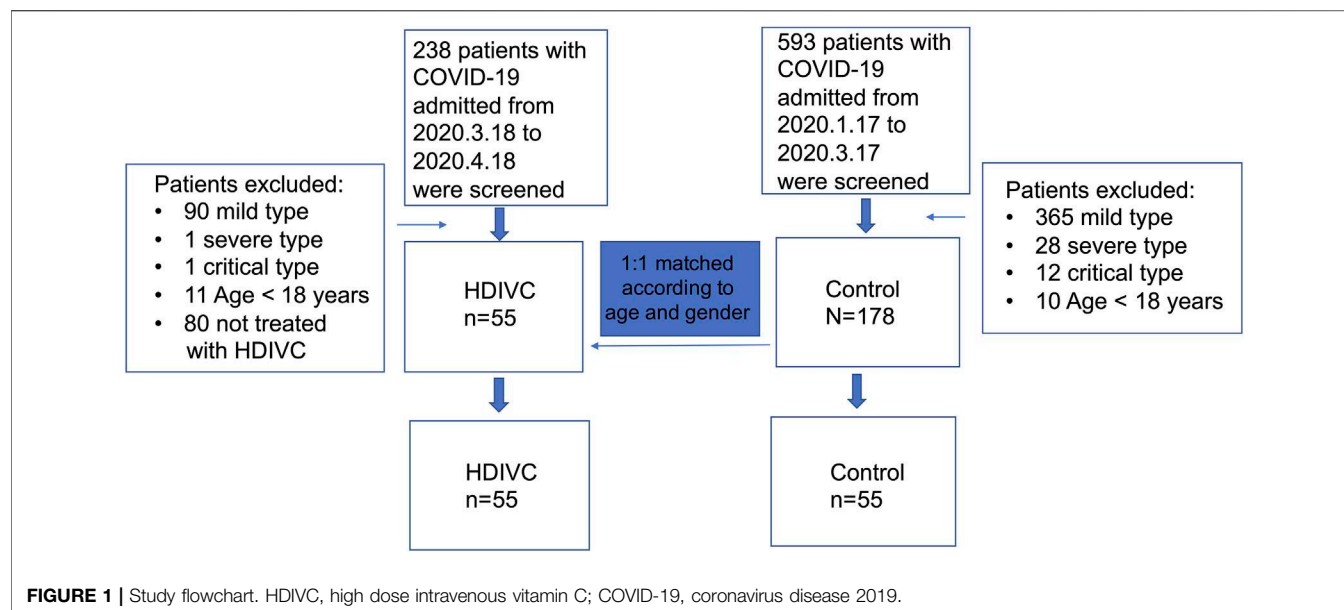 238 patients with
COVID-19
admitted from
2020.3.18 to
2020.4.18
were screened
593 patients with
COVID-19
admitted from
2020.1.17 to
2020.3.17
were screened
Patients excluded:
• 90 mild type
• 1 severe type
• 1 critical type
• 11 Age < 18 years
• 80 not treated
with HDIVC
Patients excluded:
• 365 mild type
• 28 severe type
• 12 critical type
• 10 Age < 18 years
HDIVC
n=55
1:1 matched
according to
age and gender
Control
N=178
HDIVC
n=55
Control
n=55
FIGURE 1 | Study flowchart. HDIVC, high dose intravenous vitamin C; COVID-19, coronavirus disease 2019.